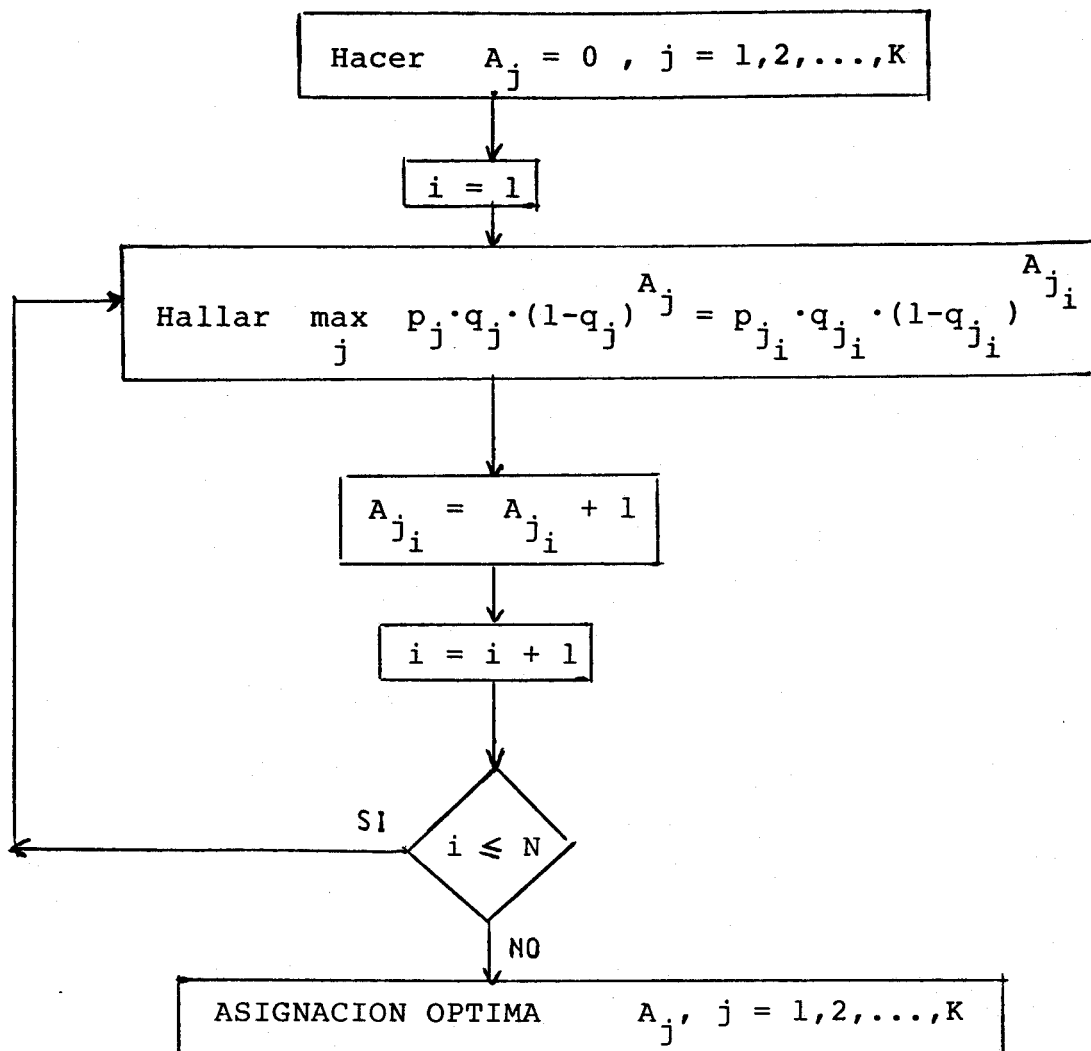 Hacer A_j = 0 , j = 1,2,...,K
i = 1
Hallar max_j p_j·q_j·(1-q_j)^{A_j} = p_{j_i}·q_{j_i}·(1-q_{j_i})^{A_{j_i}}
A_{j_i} = A_{j_i} + 1
i = i + 1
SI
i ⩽ N
NO
ASIGNACION OPTIMA A_j, j = 1,2,...,K